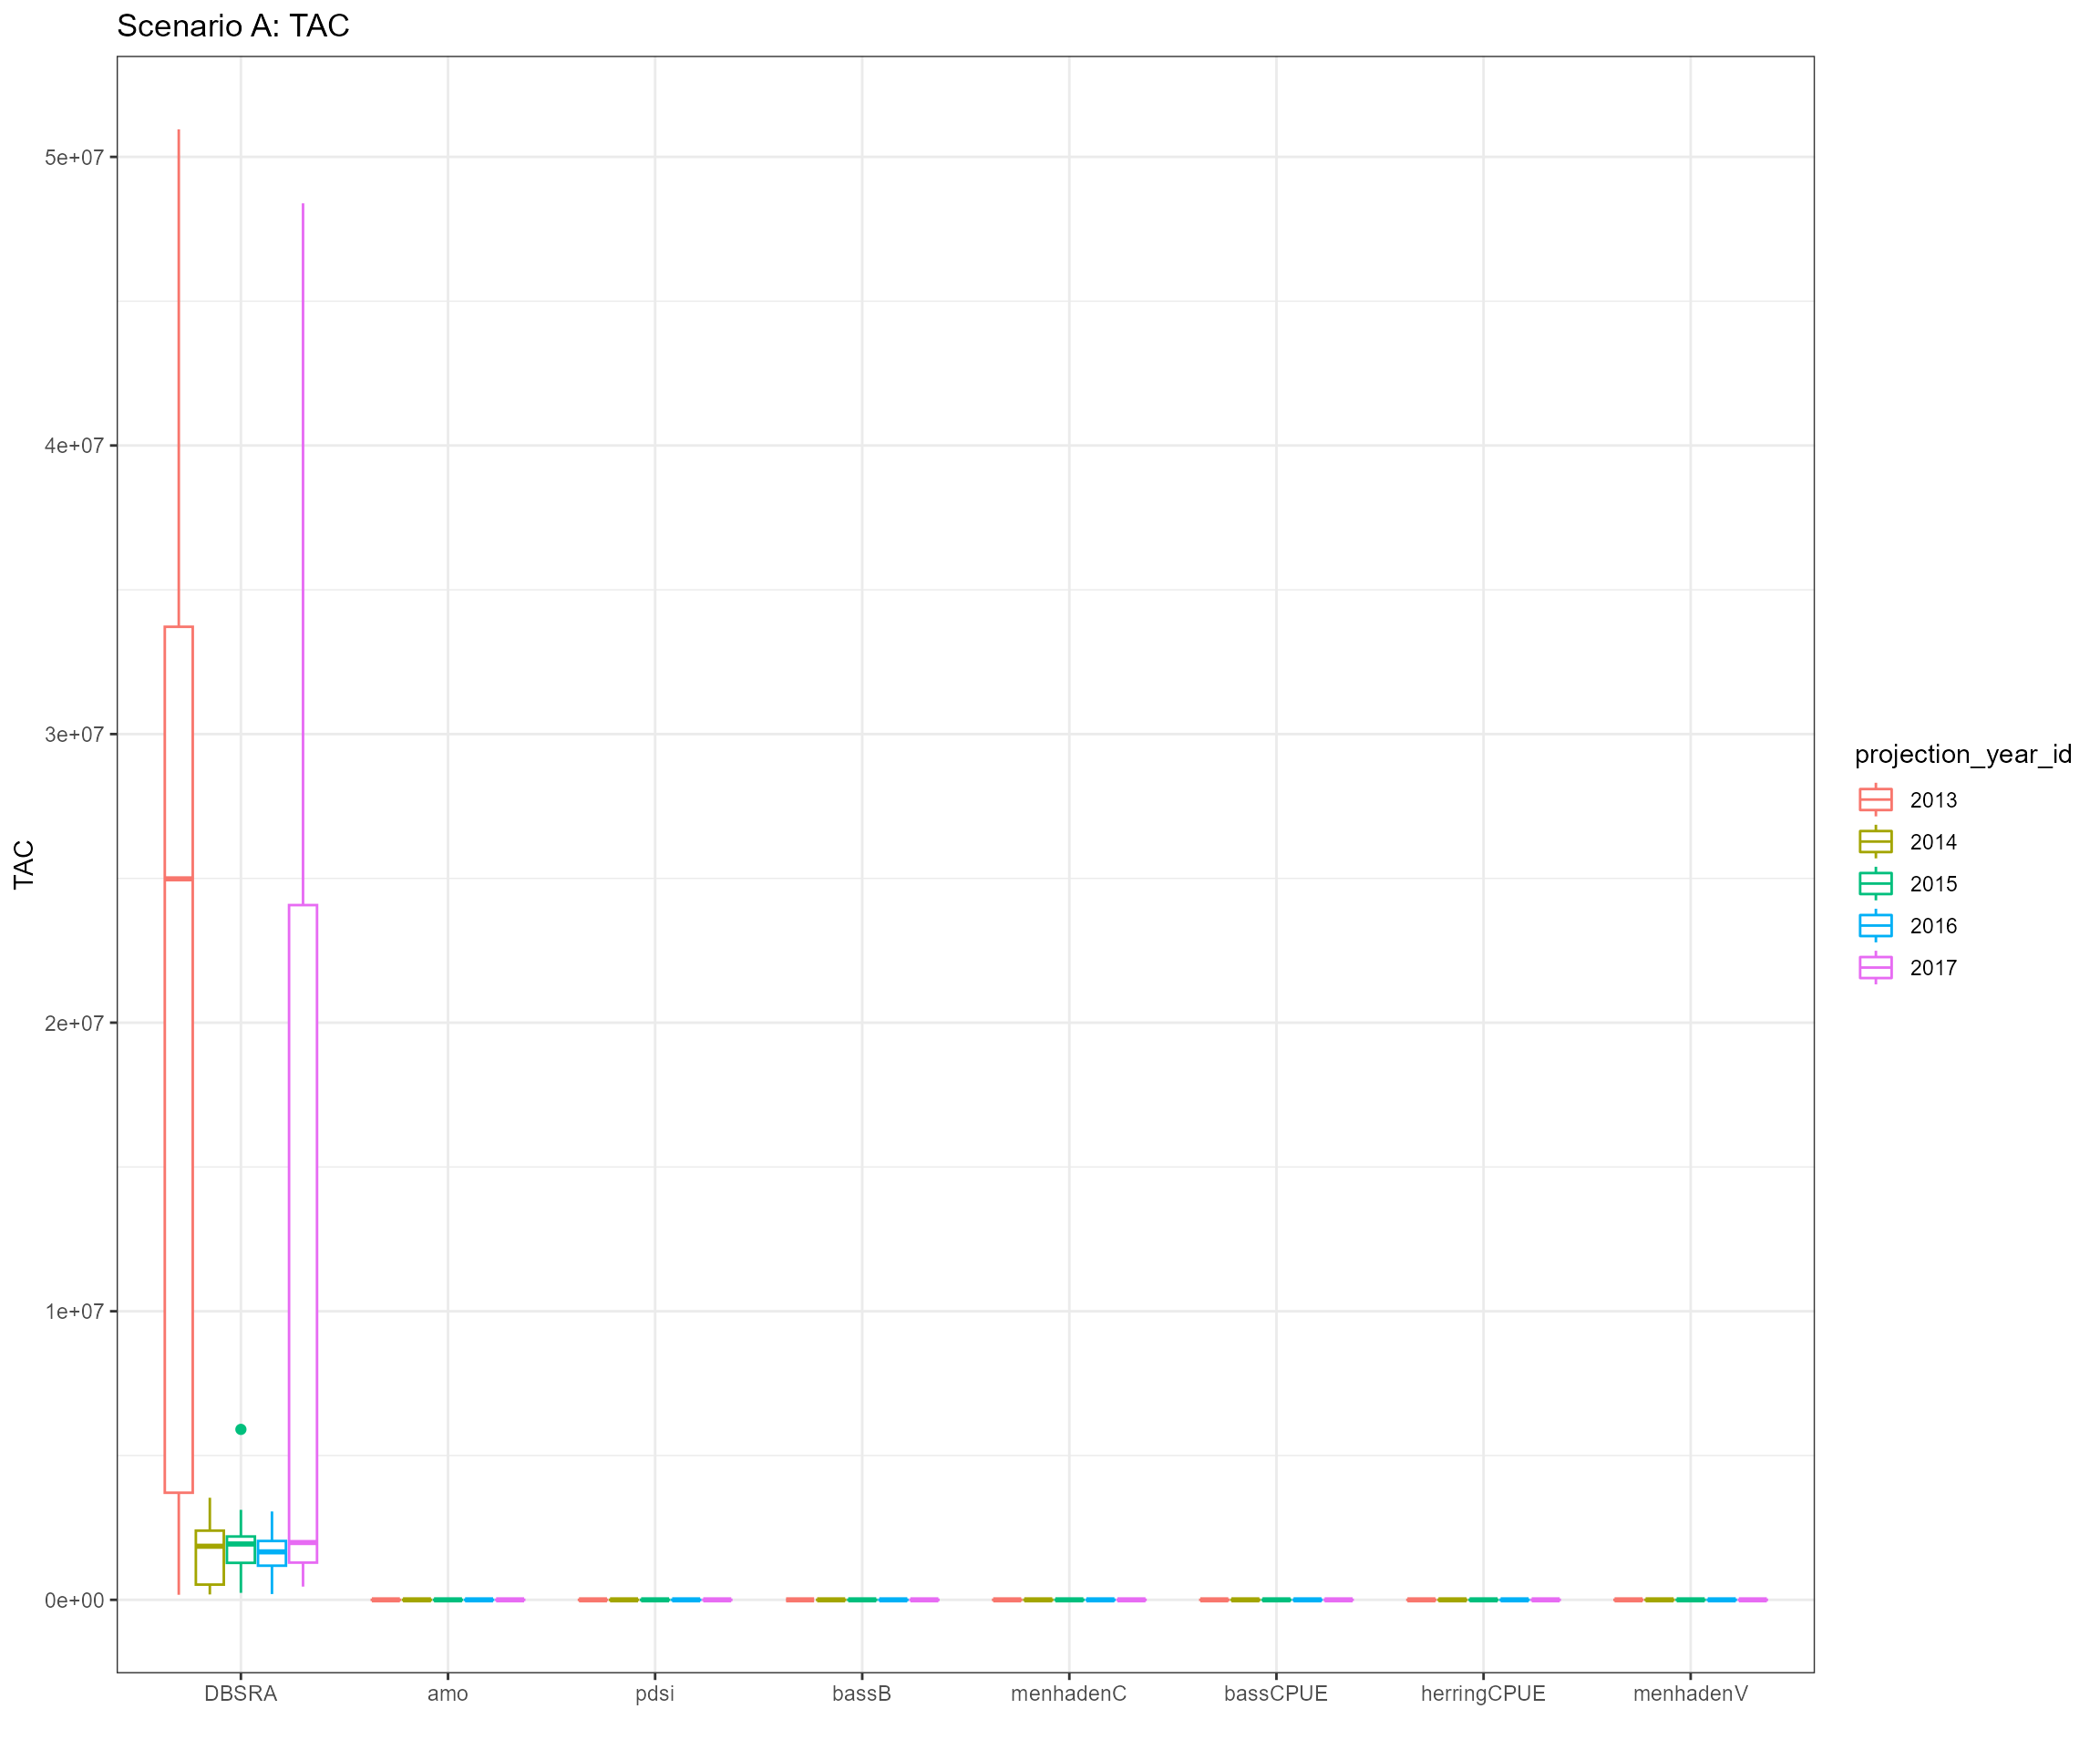 Scenario A: TAC
TAC
5e+07
4e+07
3e+07
2e+07
1e+07
0e+00
DBSRA
amo
pdsi
bassB
menhadenC
bassCPUE
herringCPUE
menhadenV
projection_year_id
2013
2014
2015
2016
2017